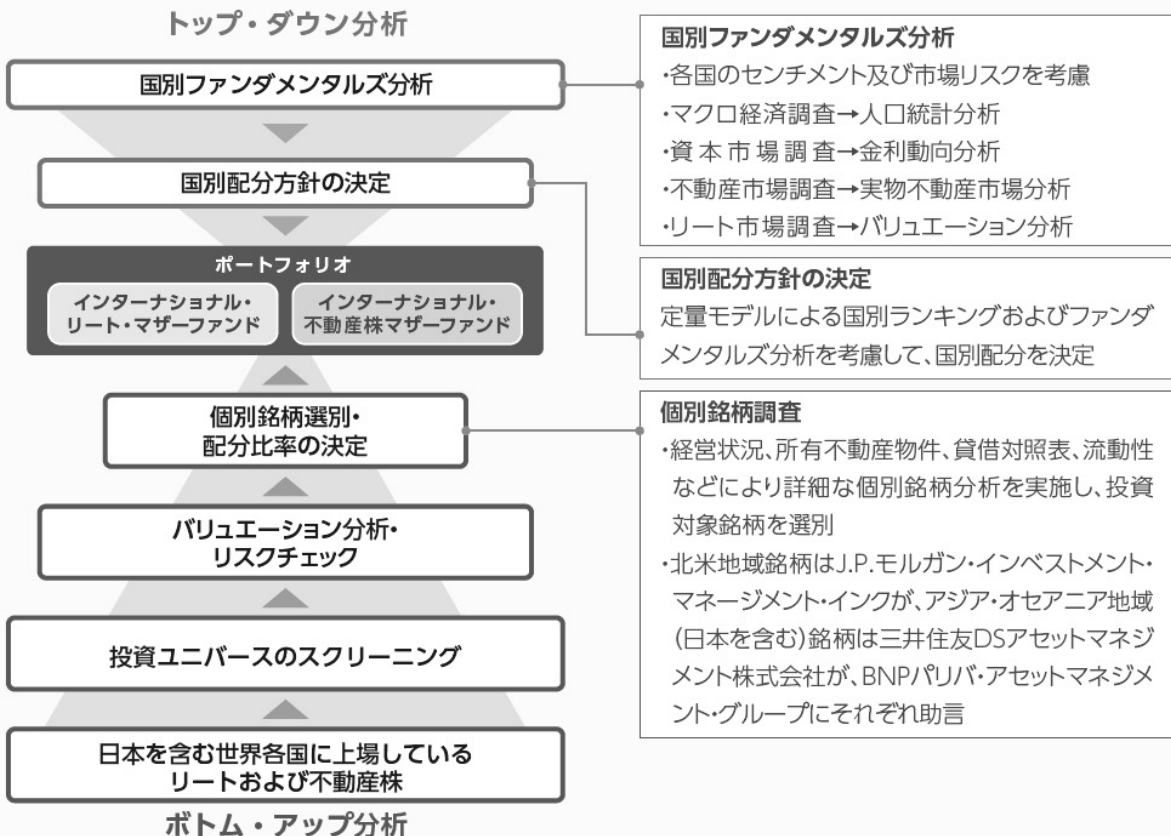 トップ・ダウン分析
国別ファンダメンタルズ分析
国別配分方針の決定
ポートフォリオ
インターナショナル・
リート・マザーファンド
インターナショナル・
不動産株マザーファンド
個別銘柄選別・
配分比率の決定
バリュエーション分析・
リスクチェック
投資ユニバースのスクリーニング
日本を含む世界各国に上場している
リートおよび不動産株
ボトム・アップ分析
国別ファンダメンタルズ分析
・各国のセンチメント及び市場リスクを考慮
・マクロ経済調査→人口統計分析
・資本市場調査→金利動向分析
・不動産市場調査→実物不動産市場分析
・リート市場調査→バリュエーション分析
国別配分方針の決定
定量モデルによる国別ランキングおよびファンダ
メンタルズ分析を考慮して、国別配分を決定
個別銘柄調査
・経営状況、所有不動産物件、貸借対照表、流動性
などにより詳細な個別銘柄分析を実施し、投資
対象銘柄を選別
・北米地域銘柄はJ.P.モルガン・インベストメント・
マネージメント・インクが、アジア・オセアニア地域
(日本を含む)銘柄は三井住友DSアセットマネジ
メント株式会社が、BNPパリバ・アセットマネジメ
ント・グループにそれぞれ助言